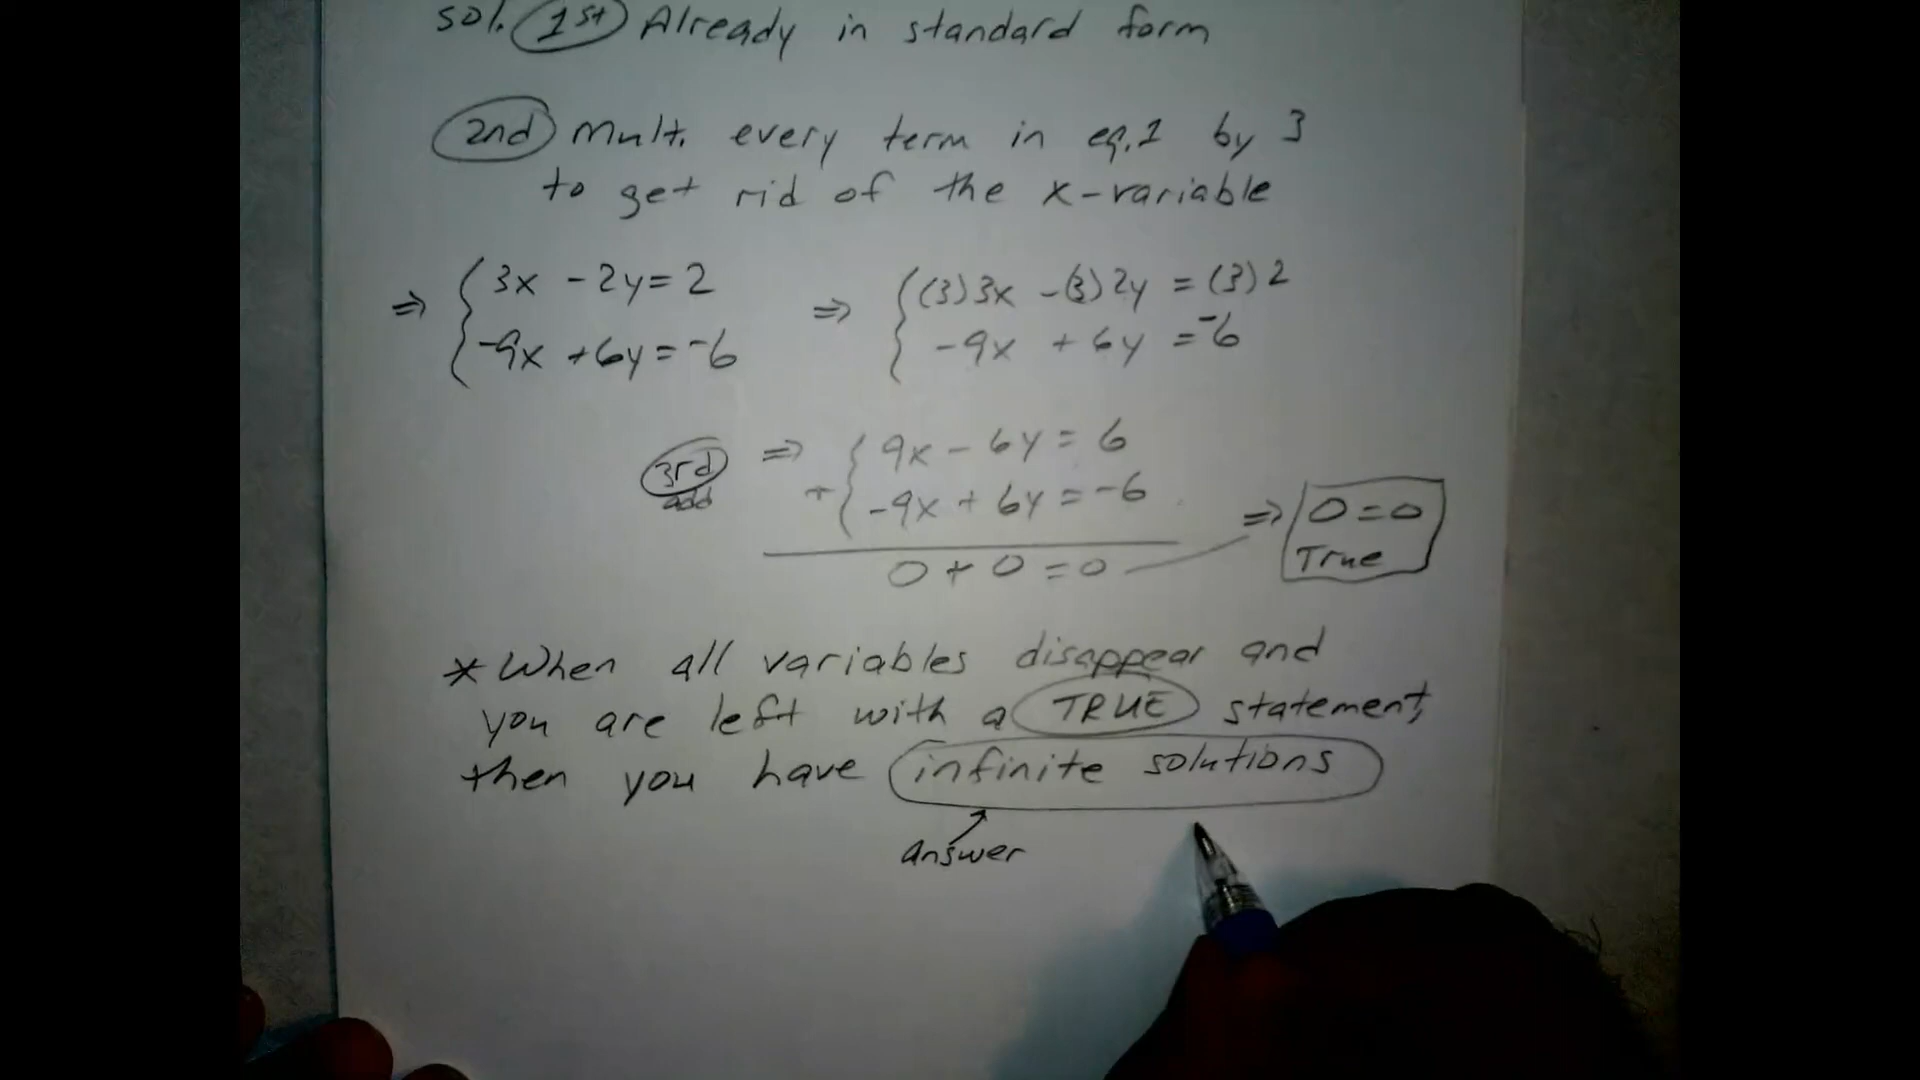 sol. 1st Already in standard form
2nd Mult. every term in eq.1 by 3
to get rid of the x-variable
⇒ { 3x - 2y = 2 ⇒ { (3)3x - (3)2y = (3)2
-9x + 6y = -6 -9x + 6y = -6
3rd ⇒ { 9x - 6y = 6
add + -9x + 6y = -6
0 + 0 = 0 ⇒ 0 = 0
True
* When all variables disappear and
you are left with a TRUE statement,
then you have infinite solutions
answer